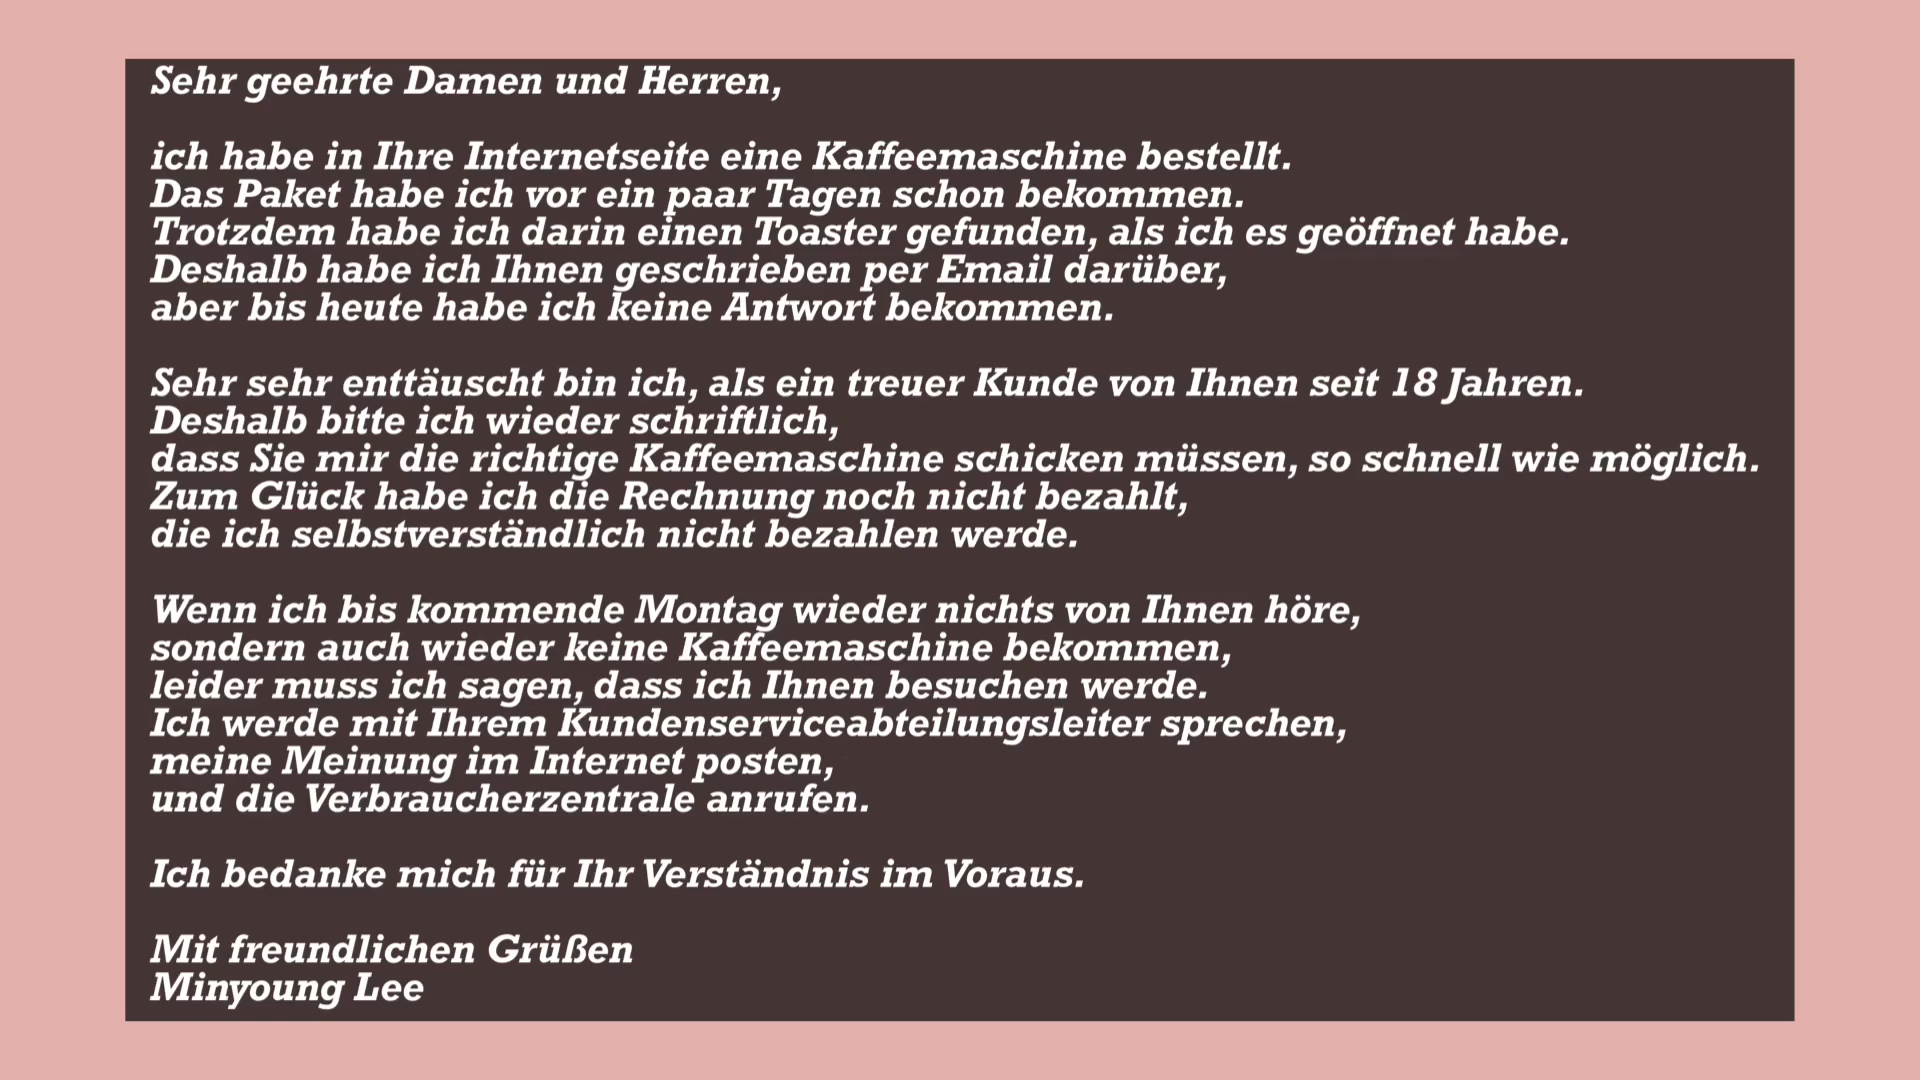 Sehr geehrte Damen und Herren,
ich habe in Ihre Internetseite eine Kaffeemaschine bestellt.
Das Paket habe ich vor ein paar Tagen schon bekommen.
Trotzdem habe ich darin einen Toaster gefunden, als ich es geöffnet habe.
Deshalb habe ich Ihnen geschrieben per Email darüber,
aber bis heute habe ich keine Antwort bekommen.
Sehr sehr enttäuscht bin ich, als ein treuer Kunde von Ihnen seit 18 Jahren.
Deshalb bitte ich wieder schriftlich,
dass Sie mir die richtige Kaffeemaschine schicken müssen, so schnell wie möglich.
Zum Glück habe ich die Rechnung noch nicht bezahlt,
die ich selbstverständlich nicht bezahlen werde.
Wenn ich bis kommende Montag wieder nichts von Ihnen höre,
sondern auch wieder keine Kaffeemaschine bekommen,
leider muss ich sagen, dass ich Ihnen besuchen werde.
Ich werde mit Ihrem Kundenserviceabteilungsleiter sprechen,
meine Meinung im Internet posten,
und die Verbraucherzentrale anrufen.
Ich bedanke mich für Ihr Verständnis im Voraus.
Mit freundlichen Grüßen
Minyoung Lee